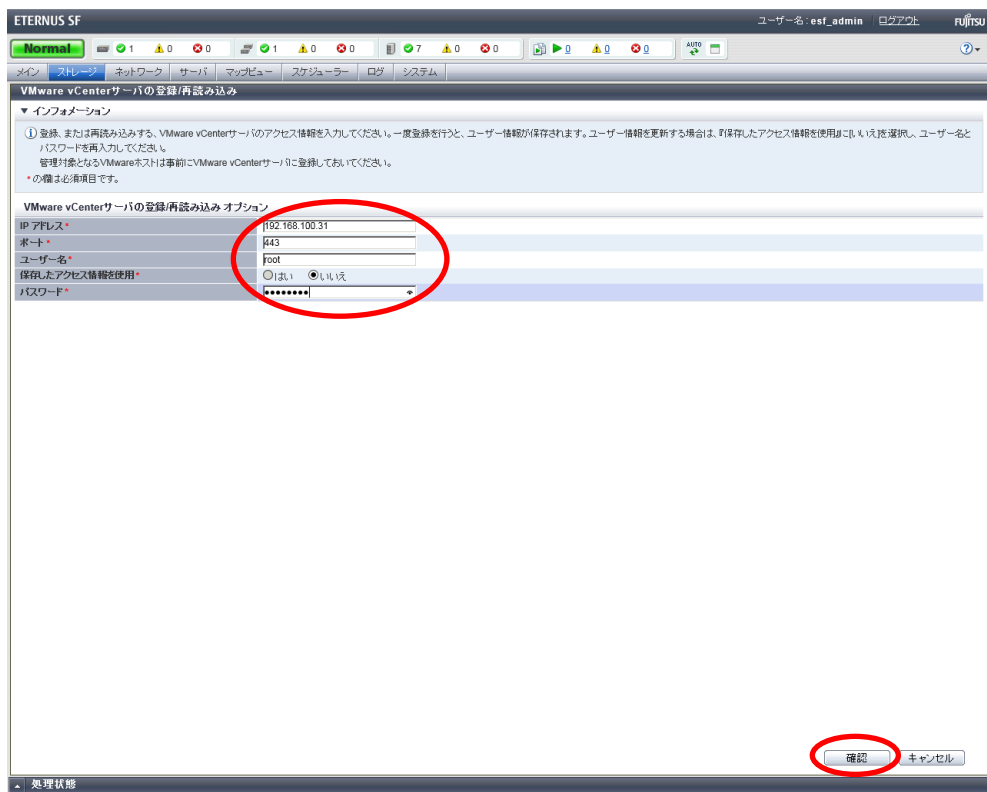 ETERNUS SF
ユーザー名 : esf_admin ログアウト FUJITSU
Normal 1 0 0 1 0 0 7 0 0 0 0 0 AUTO
メイン ストレージ ネットワーク サーバ マップビュー スケジューラー ログ システム
VMware vCenterサーバの登録/再読み込み
▼ インフォメーション
登録、または再読み込みする、VMware vCenterサーバのアクセス情報を入力してください。一度登録を行うと、ユーザー情報が保存されます。ユーザー情報を更新する場合は、『保存したアクセス情報を使用』に[いいえ]を選択し、ユーザー名と
パスワードを再入力してください。
管理対象となるVMwareホストは事前にVMware vCenterサーバに登録しておいてください。
*の欄は必須項目です。
VMware vCenterサーバの登録/再読み込み オプション
IP アドレス* 192.168.100.31
ポート* 443
ユーザー名* root
保存したアクセス情報を使用* はい いいえ
パスワード* ••••••••
確認 キャンセル
処理状態